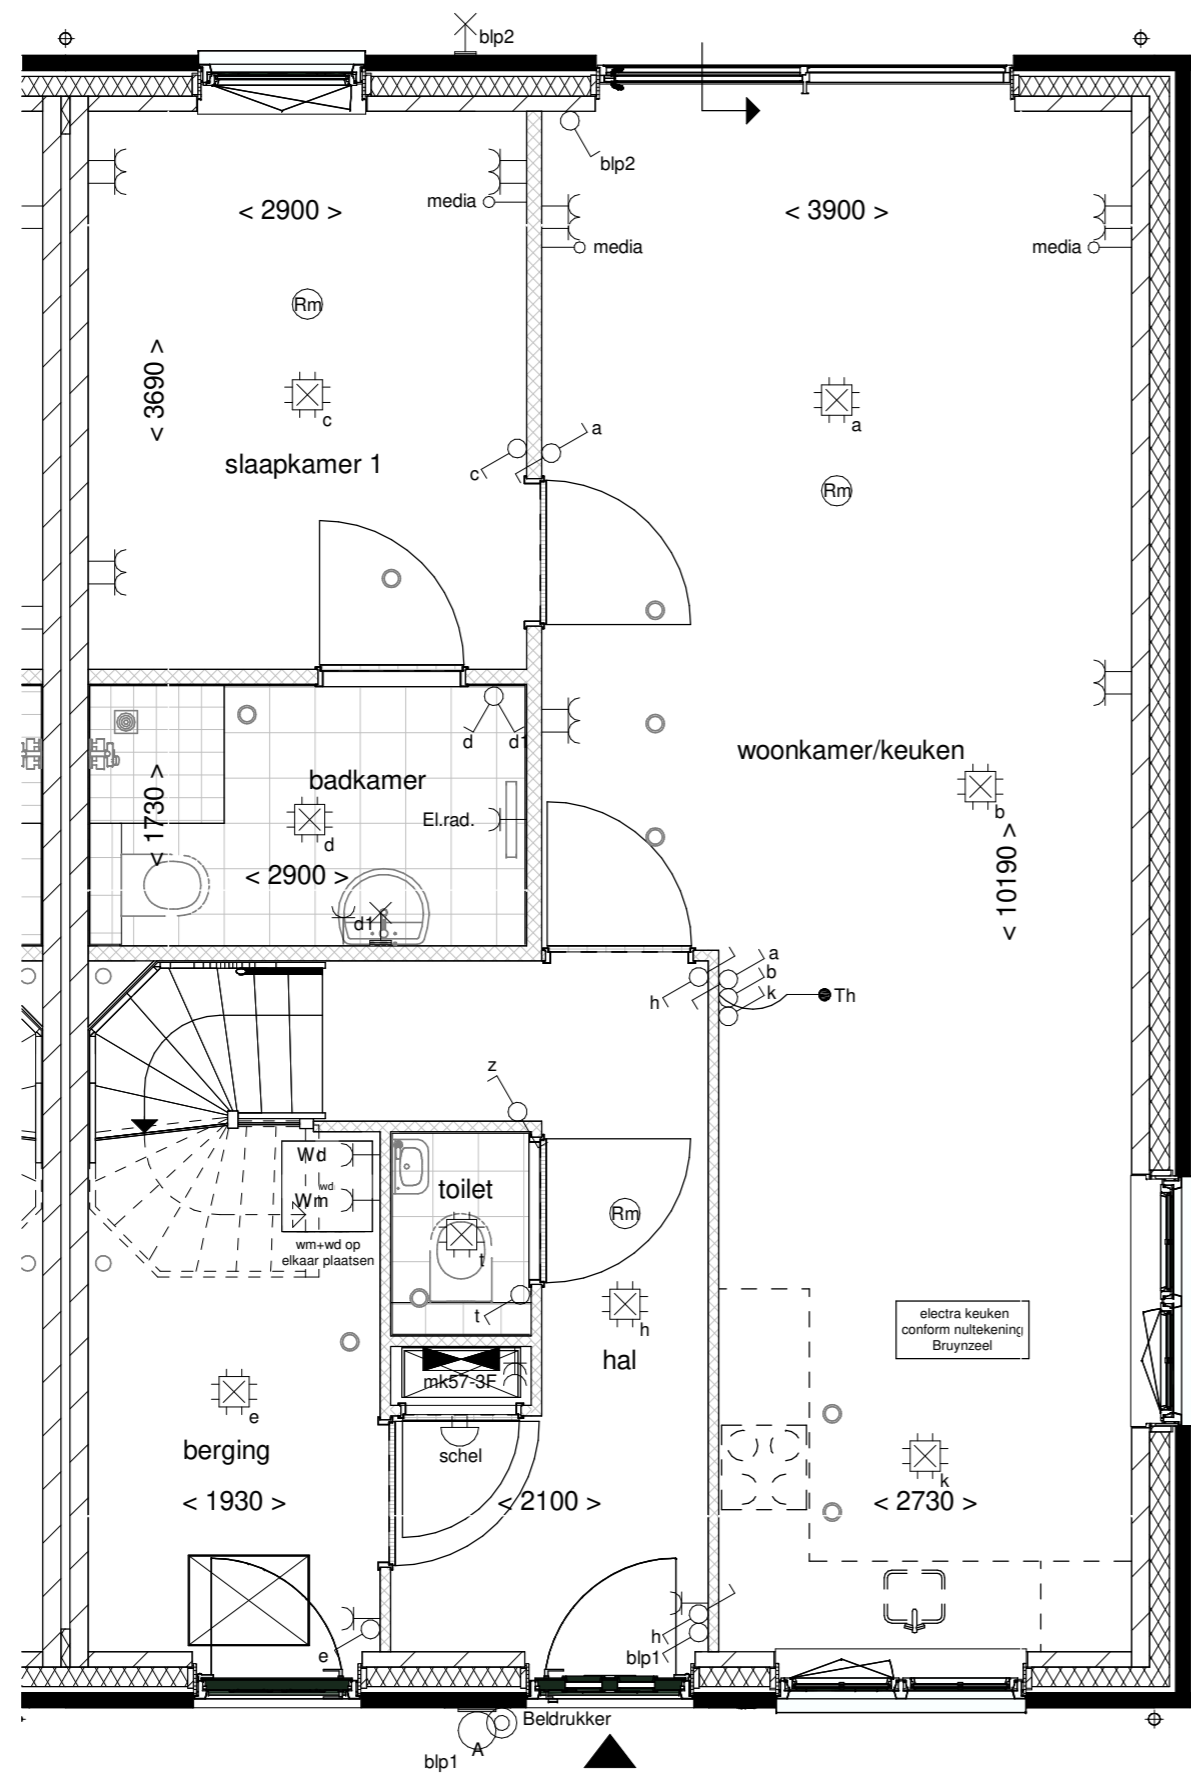 blp2
blp2
media
< 2900 >
< 3900 >
media
media
Rm
< 3690 >
c
a
a
slaapkamer 1
c
Rm
d
d1
woonkamer/keuken
badkamer
< 1730 >
El.rad.
d
b
< 10190 >
< 2900 >
d1
a
b
k
h
Th
z
Wd
wd
Wm
toilet
Rm
wm+wd op
elkaar plaatsen
t
t
h
electra keuken
conform nultekening
Bruynzeel
hal
mk57-3F
e
berging
schel
k
< 1930 >
< 2100 >
< 2730 >
h
e
blp1
Beldrukker
A
blp1